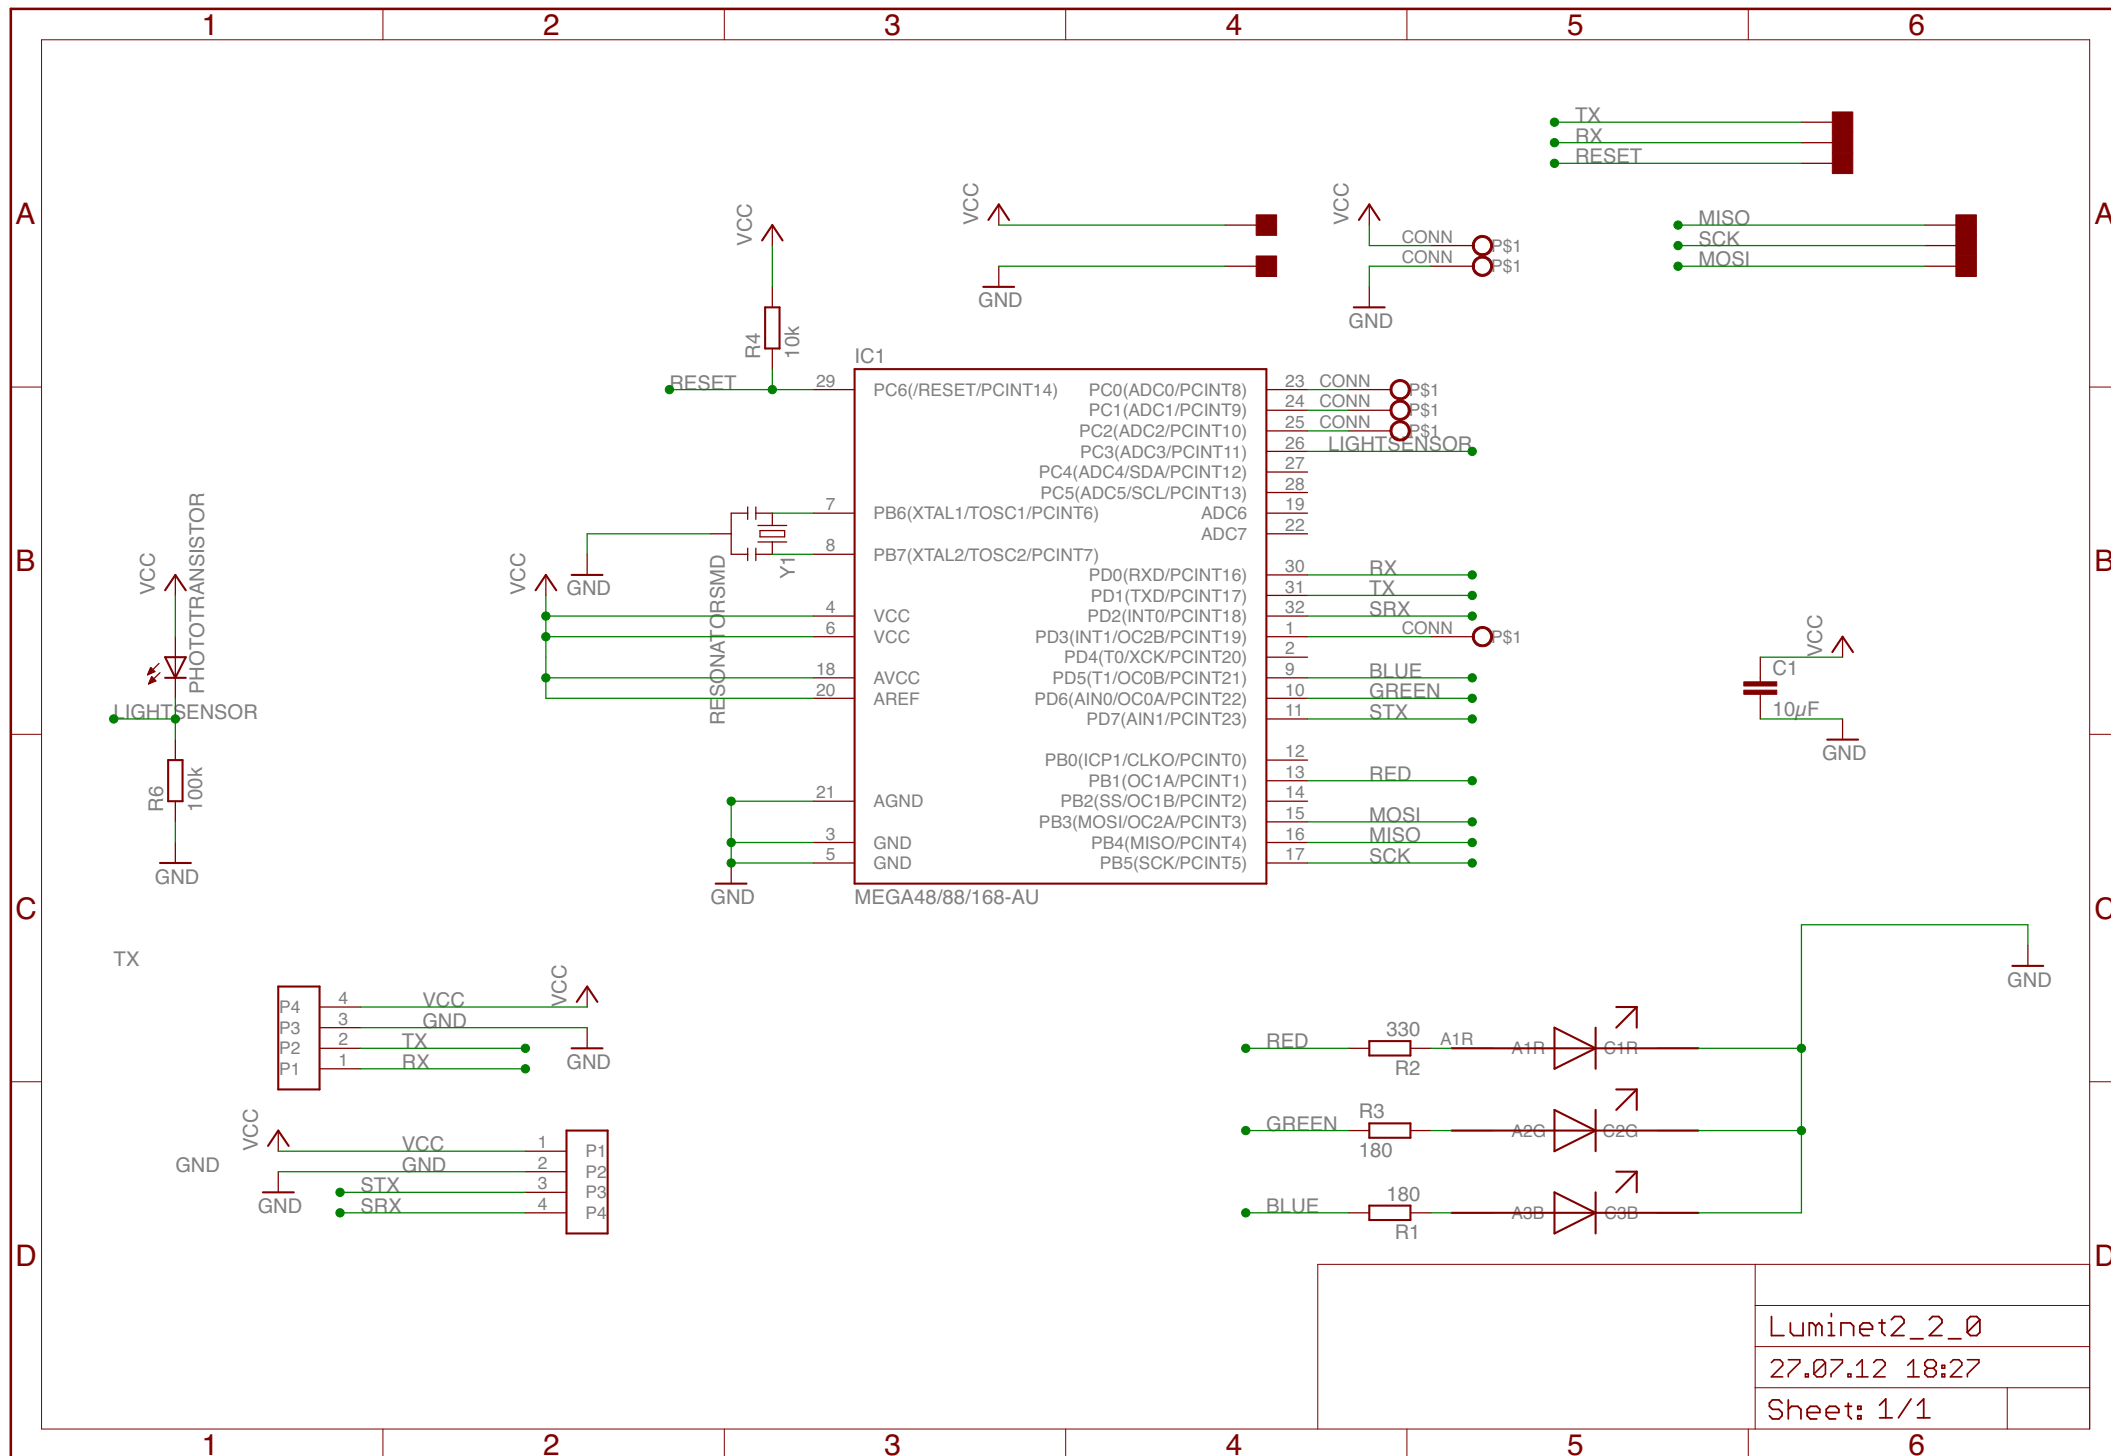 1 2 3 4 5 6
TX
RX
RESET
A A
VCC VCC VCC
MISO
SCK
MOSI
CONN P$1
CONN P$1
GND
GND
R4 10k
IC1
RESET 29 PC6(/RESET/PCINT14) PC0(ADC0/PCINT8) 23 CONN P$1
PC1(ADC1/PCINT9) 24 CONN P$1
PC2(ADC2/PCINT10) 25 CONN P$1
PC3(ADC3/PCINT11) 26 LIGHTSENSOR
PC4(ADC4/SDA/PCINT12) 27
PC5(ADC5/SCL/PCINT13) 28
7 PB6(XTAL1/TOSC1/PCINT6) ADC6 19
ADC7 22
8 PB7(XTAL2/TOSC2/PCINT7)
Y1
RESONATORSMD
GND
B B
VCC
PHOTOTRANSISTOR
VCC
PD0(RXD/PCINT16) 30 RX
PD1(TXD/PCINT17) 31 TX
4 VCC PD2(INT0/PCINT18) 32 SRX
6 VCC PD3(INT1/OC2B/PCINT19) 1 CONN P$1
PD4(T0/XCK/PCINT20) 2
18 AVCC PD5(T1/OC0B/PCINT21) 9 BLUE
20 AREF PD6(AIN0/OC0A/PCINT22) 10 GREEN
PD7(AIN1/PCINT23) 11 STX
VCC
C1
10µF
GND
LIGHTSENSOR
PB0(ICP1/CLKO/PCINT0) 12
PB1(OC1A/PCINT1) 13 RED
21 AGND PB2(SS/OC1B/PCINT2) 14
PB3(MOSI/OC2A/PCINT3) 15 MOSI
3 GND PB4(MISO/PCINT4) 16 MISO
5 GND PB5(SCK/PCINT5) 17 SCK
R6 100k
GND
GND
MEGA48/88/168-AU
C C
TX
VCC
P4 4 VCC
P3 3 GND
P2 2 TX
P1 1 RX
GND
GND
RED 330 R2 A1R A1R C1R
GREEN R3 180 A2G C2G
BLUE 180 R1 A3B C3B
VCC
GND
VCC 1 P1
GND 2 P2
STX 3 P3
SRX 4 P4
GND
D D
Luminet2_2_0
27.07.12 18:27
Sheet: 1/1
1 2 3 4 5 6